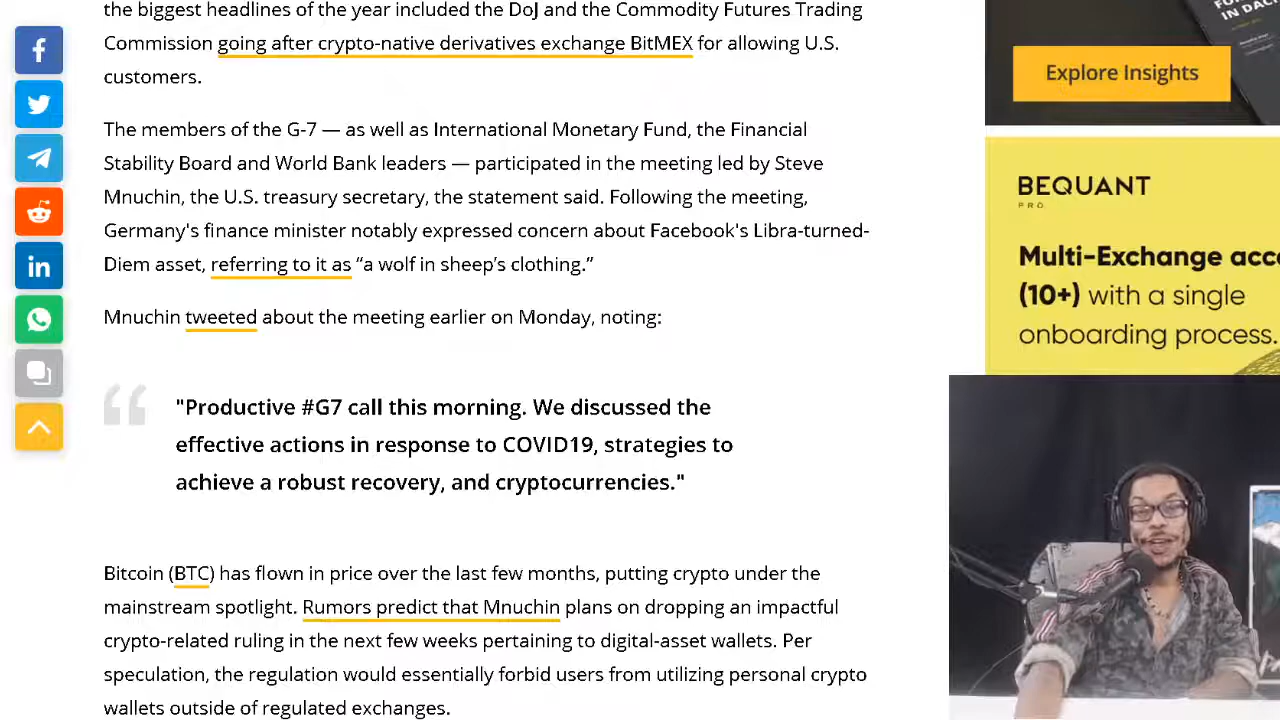 the biggest headlines of the year included the DoJ and the Commodity Futures Trading
Commission going after crypto-native derivatives exchange BitMEX for allowing U.S.
customers.
The members of the G-7 — as well as International Monetary Fund, the Financial
Stability Board and World Bank leaders — participated in the meeting led by Steve
Mnuchin, the U.S. treasury secretary, the statement said. Following the meeting,
Germany's finance minister notably expressed concern about Facebook's Libra-turned-
Diem asset, referring to it as “a wolf in sheep’s clothing.”
Mnuchin tweeted about the meeting earlier on Monday, noting:
"Productive #G7 call this morning. We discussed the
effective actions in response to COVID19, strategies to
achieve a robust recovery, and cryptocurrencies."
Bitcoin (BTC) has flown in price over the last few months, putting crypto under the
mainstream spotlight. Rumors predict that Mnuchin plans on dropping an impactful
crypto-related ruling in the next few weeks pertaining to digital-asset wallets. Per
speculation, the regulation would essentially forbid users from utilizing personal crypto
wallets outside of regulated exchanges.
IN DACH
Explore Insights
BEQUANT
PRO
Multi-Exchange acce
(10+) with a single
onboarding process.